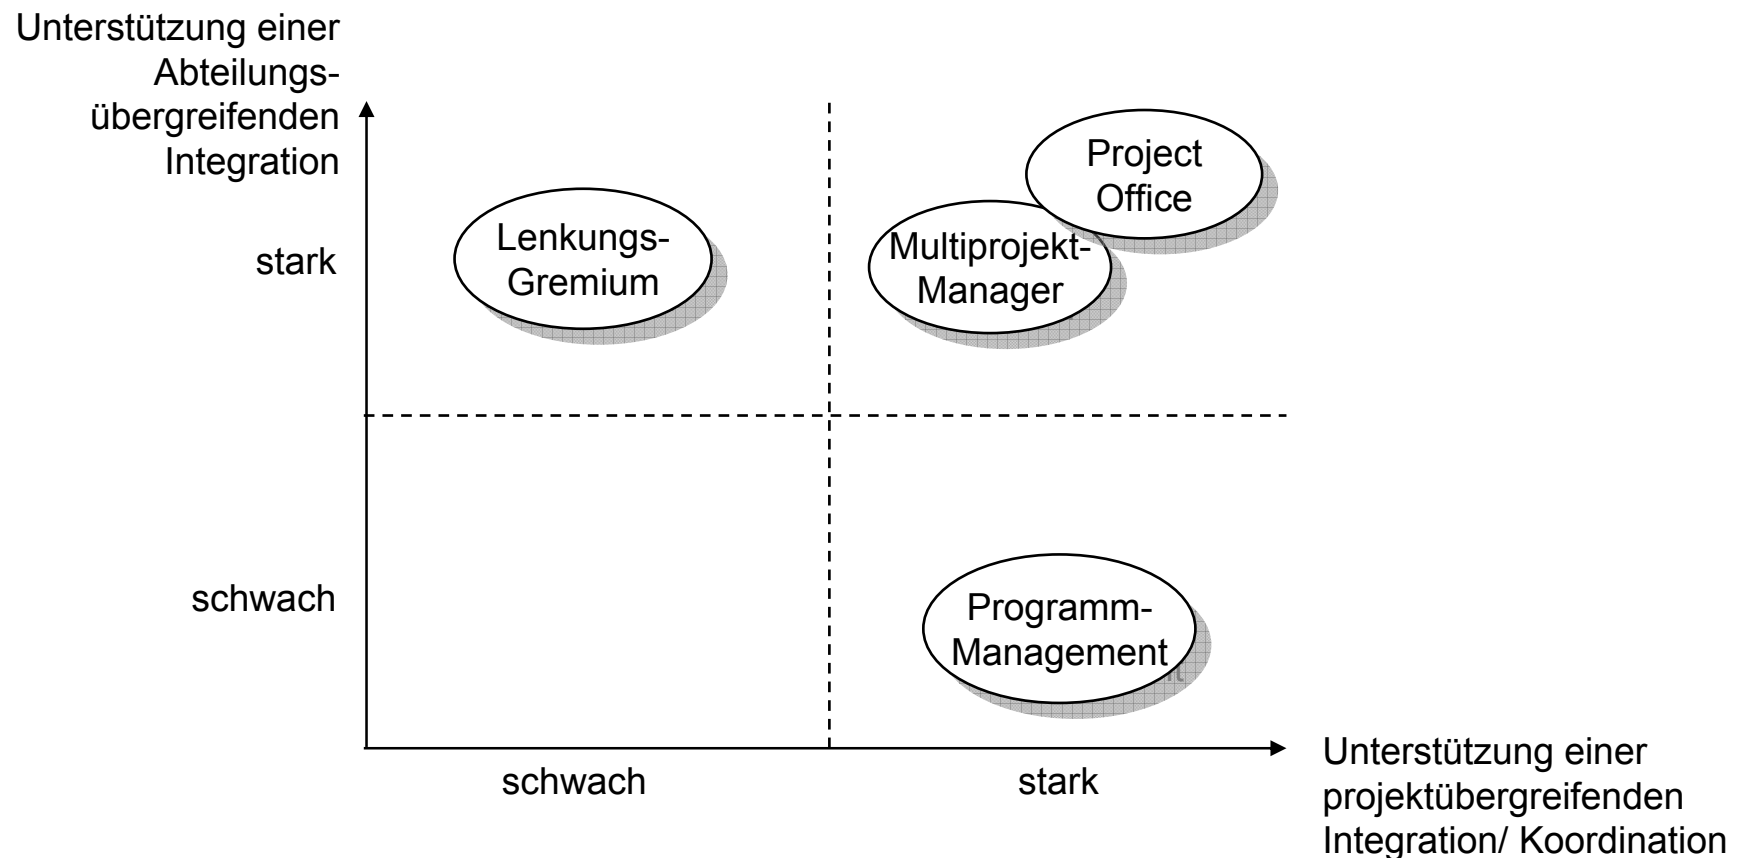 Unterstützung einer
Abteilungs-
übergreifenden
Integration
Project
Office
Lenkungs-
Gremium
Multiprojekt-
Manager
stark
schwach
Programm-
Management
schwach
stark
Unterstützung einer
projektübergreifenden
Integration/ Koordination